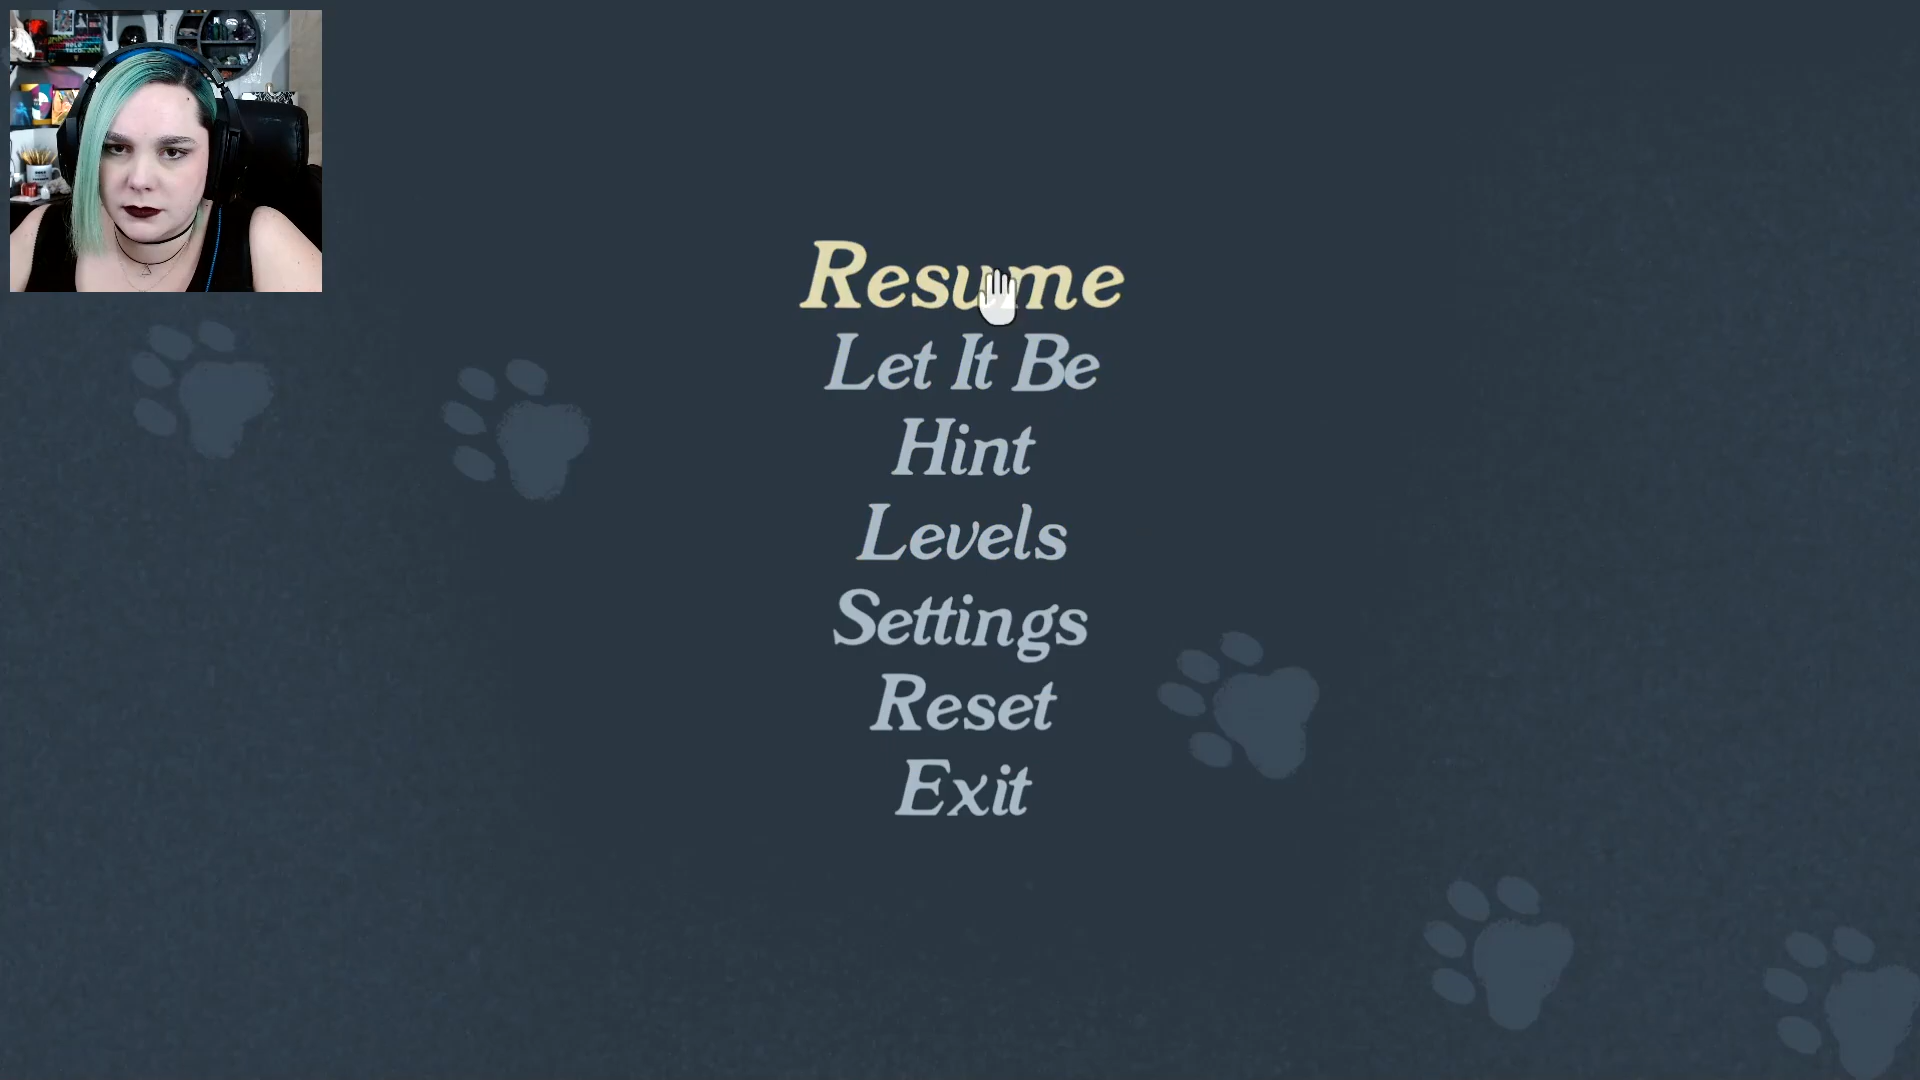 Resume
Let It Be
Hint
Levels
Settings
Reset
Exit